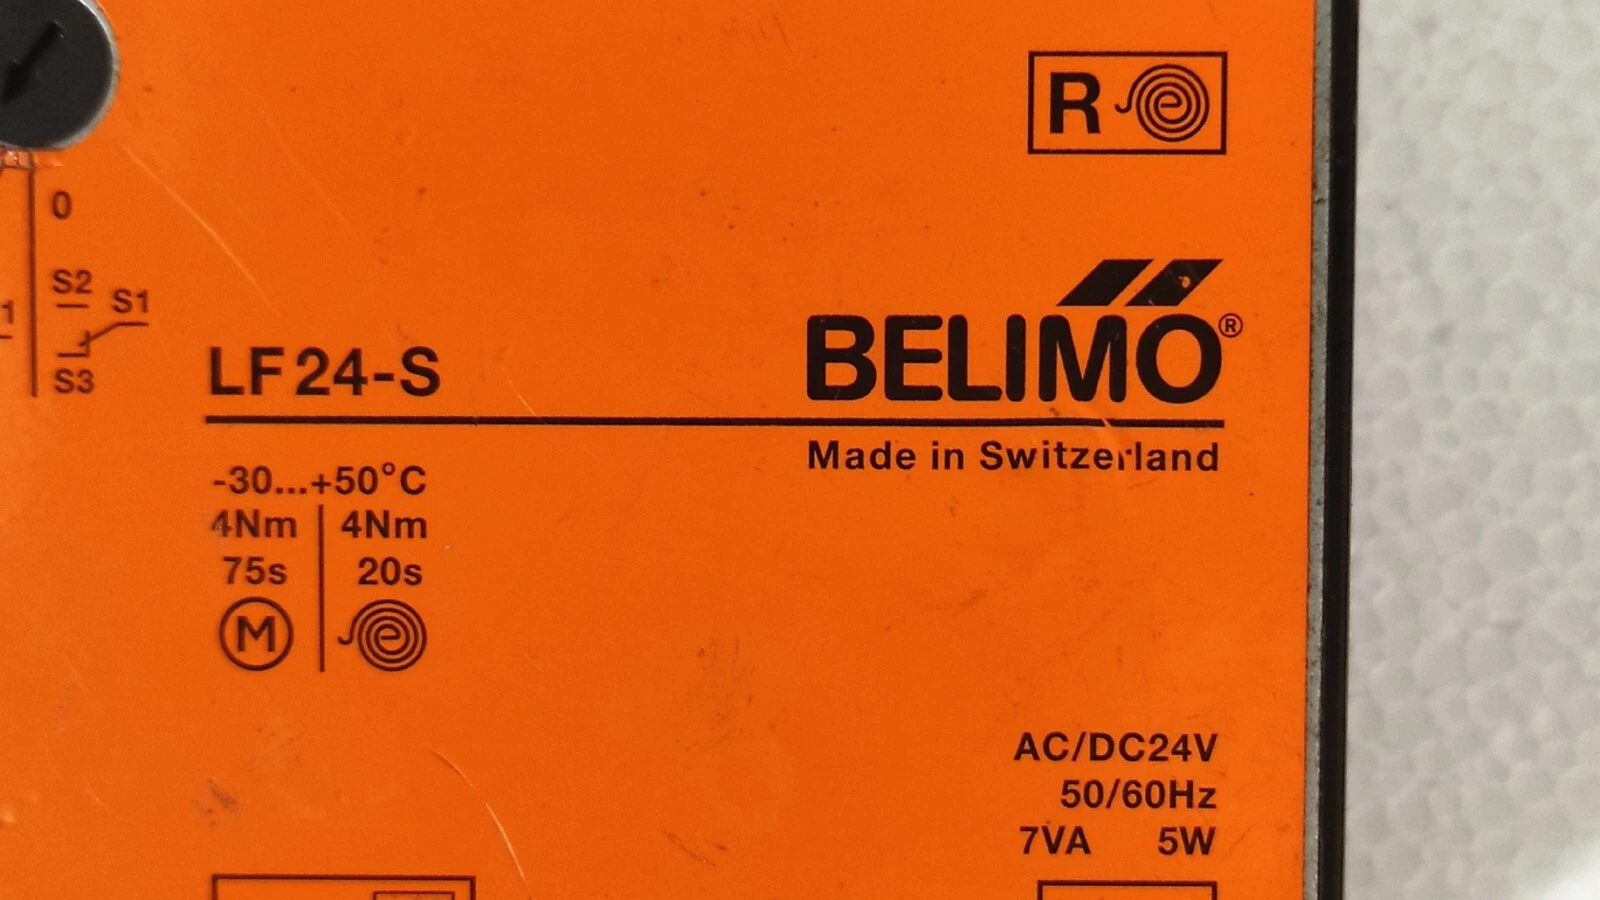 R
0
S2
S1
1
S3
LF24-S
BELIMO®
Made in Switzerland
-30...+50°C
4Nm 4Nm
75s 20s
M
AC/DC24V
50/60Hz
7VA 5W